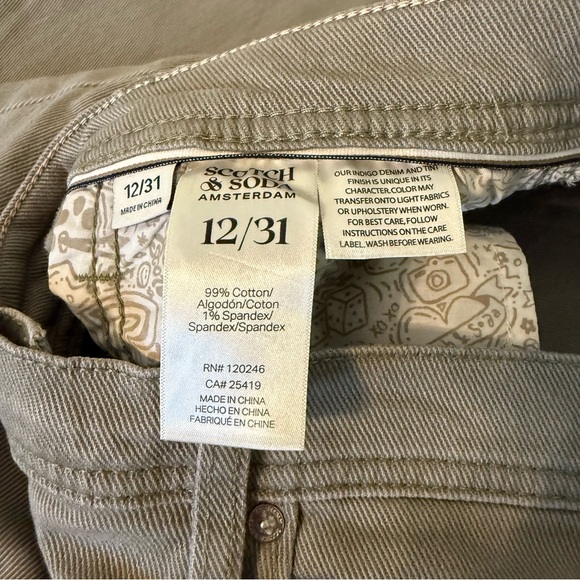 12/31
MADE IN CHINA
SCOTCH
& SODA
AMSTERDAM
12/31
99% Cotton/
Algodón/Coton
1% Spandex/
Spandex/Spandex
RN# 120246
CA# 25419
MADE IN CHINA
HECHO EN CHINA
FABRIQUÉ EN CHINE
OUR INDIGO DENIM AND TINT
FINISH IS UNIQUE IN ITS
CHARACTER. COLOR MAY
TRANSFER ONTO LIGHT FABRICS
OR UPHOLSTERY WHEN WORN.
FOR BEST CARE, FOLLOW
INSTRUCTIONS ON THE CARE
LABEL. WASH BEFORE WEARING.